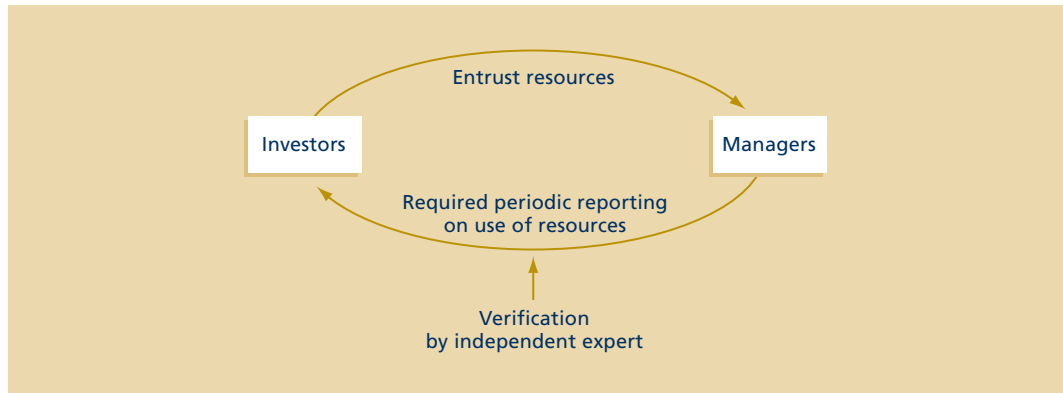 Entrust resources
Investors
Managers
Required periodic reporting
on use of resources
Verification
by independent expert